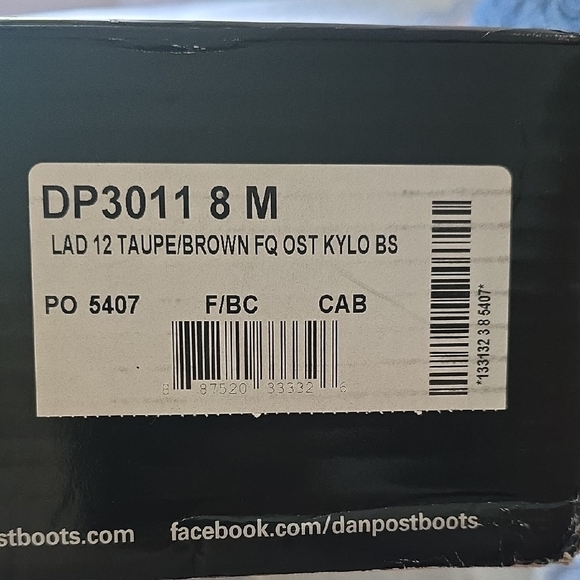 DP3011 8 M
LAD 12 TAUPE/BROWN FQ OST KYLO BS
PO 5407 F/BC CAB
8 87520 33332 6
*133132 3 8 5407*
stboots.com facebook.com/danpostboots